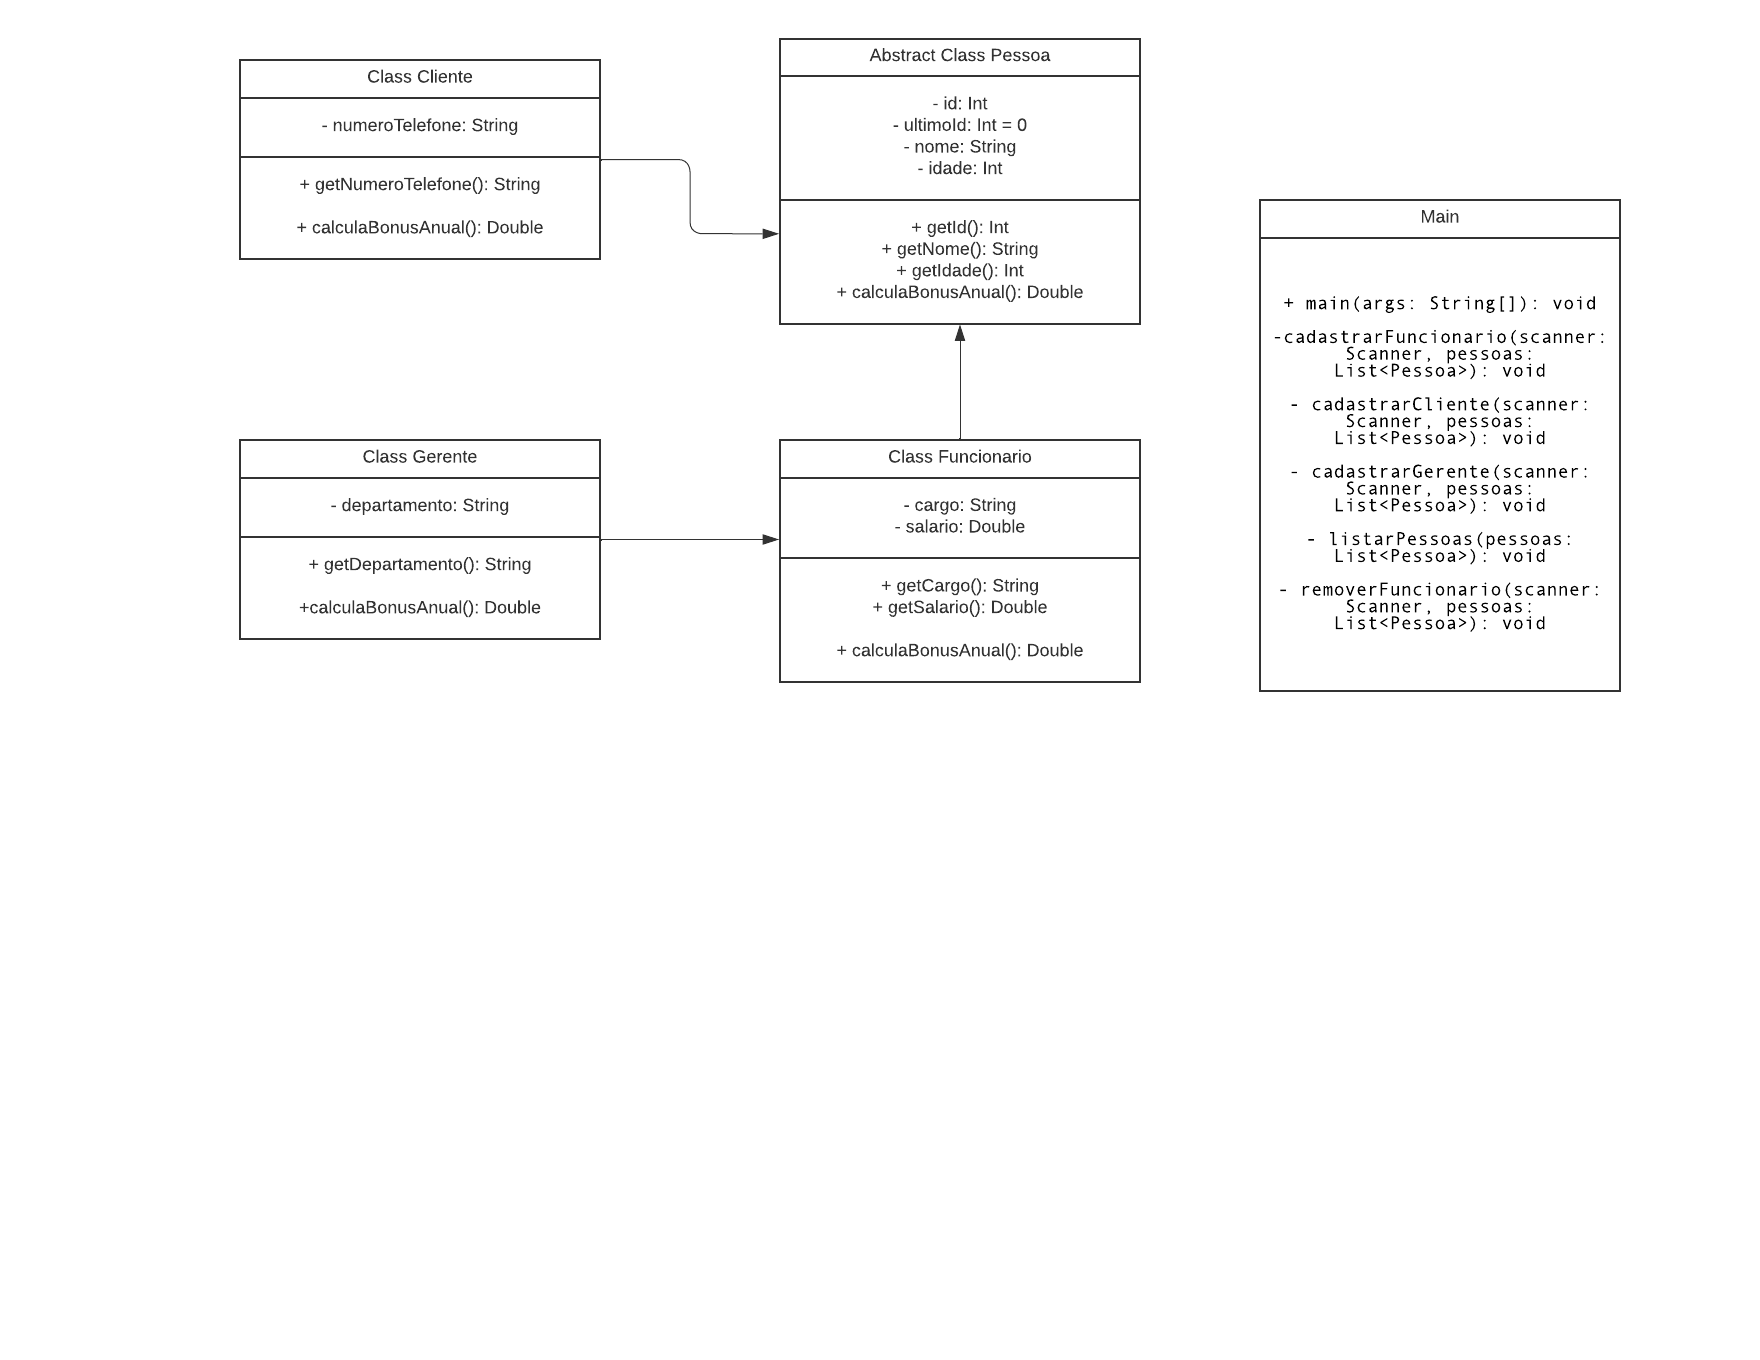 Class Cliente
- numeroTelefone: String
+ getNumeroTelefone(): String
+ calculaBonusAnual(): Double
Abstract Class Pessoa
- id: Int
- ultimoId: Int = 0
- nome: String
- idade: Int
+ getId(): Int
+ getNome(): String
+ getIdade(): Int
+ calculaBonusAnual(): Double
Class Gerente
- departamento: String
+ getDepartamento(): String
+calculaBonusAnual(): Double
Class Funcionario
- cargo: String
- salario: Double
+ getCargo(): String
+ getSalario(): Double
+ calculaBonusAnual(): Double
Main
+ main(args: String[]): void
-cadastrarFuncionario(scanner:
Scanner, pessoas:
List<Pessoa>): void
- cadastrarCliente(scanner:
Scanner, pessoas:
List<Pessoa>): void
- cadastrarGerente(scanner:
Scanner, pessoas:
List<Pessoa>): void
- listarPessoas(pessoas:
List<Pessoa>): void
- removerFuncionario(scanner:
Scanner, pessoas:
List<Pessoa>): void